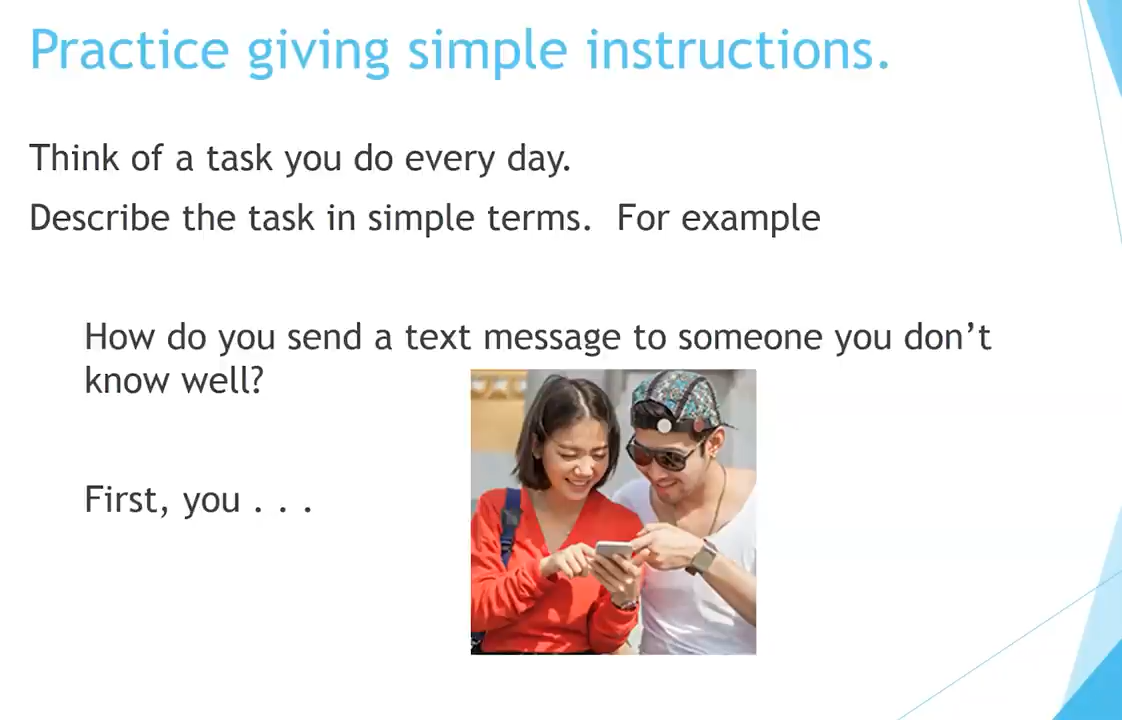 Practice giving simple instructions.
Think of a task you do every day.
Describe the task in simple terms.  For example
How do you send a text message to someone you don’t
know well?
First, you . . .